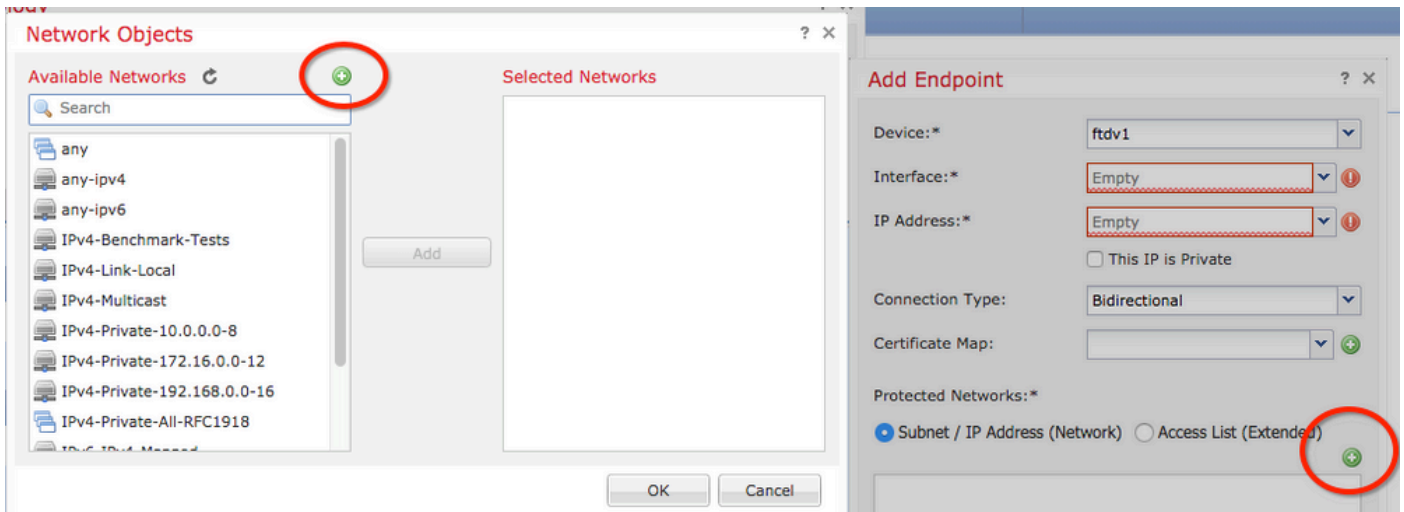 Network Objects
Available Networks
Search
any
any-ipv4
any-ipv6
IPv4-Benchmark-Tests
IPv4-Link-Local
IPv4-Multicast
IPv4-Private-10.0.0.0-8
IPv4-Private-172.16.0.0-12
IPv4-Private-192.168.0.0-16
IPv4-Private-All-RFC1918
Add
Selected Networks
OK
Cancel
Add Endpoint
Device:*
ftdv1
Interface:*
Empty
IP Address:*
Empty
This IP is Private
Connection Type:
Bidirectional
Certificate Map:
Protected Networks:*
Subnet / IP Address (Network)
Access List (Extended)